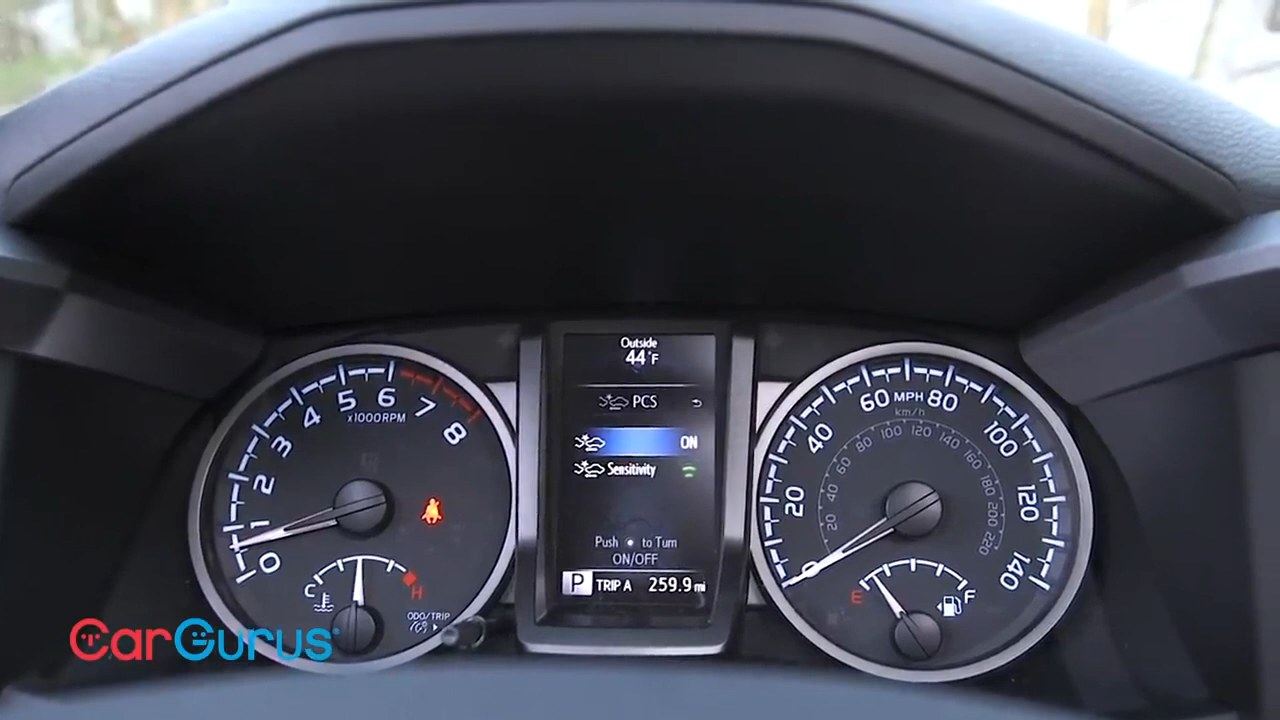 Outside
44°F
PCS
ON
Sensitivity
Push to Turn
ON/OFF
P TRIP A 259.9 mi
0 1 2 3 4 5 6 7 8
x1000RPM
C H
ODO/TRIP
0 20 40 60 80 100 120 140
MPH
km/h
20 40 60 80 100 120 140 160 180 200 220
E F
CarGurus